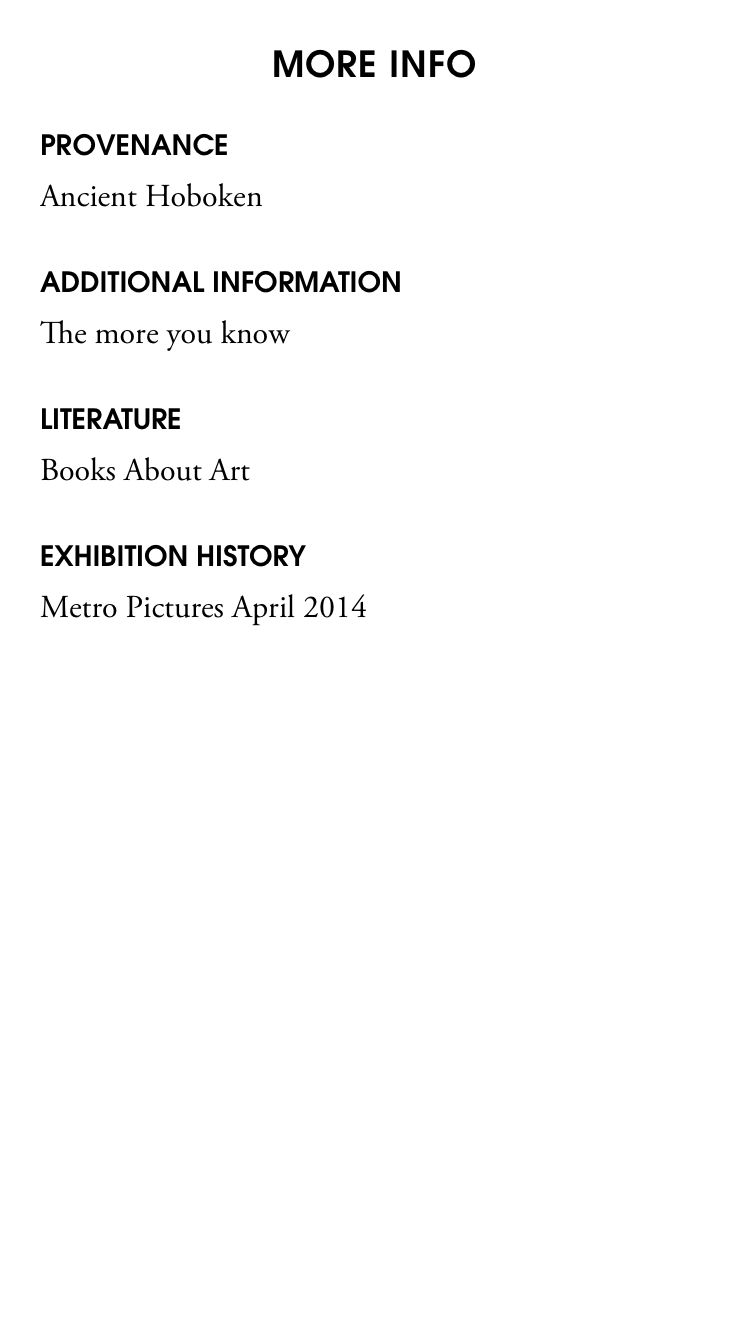 MORE INFO
PROVENANCE
Ancient Hoboken
ADDITIONAL INFORMATION
The more you know
LITERATURE
Books About Art
EXHIBITION HISTORY
Metro Pictures April 2014